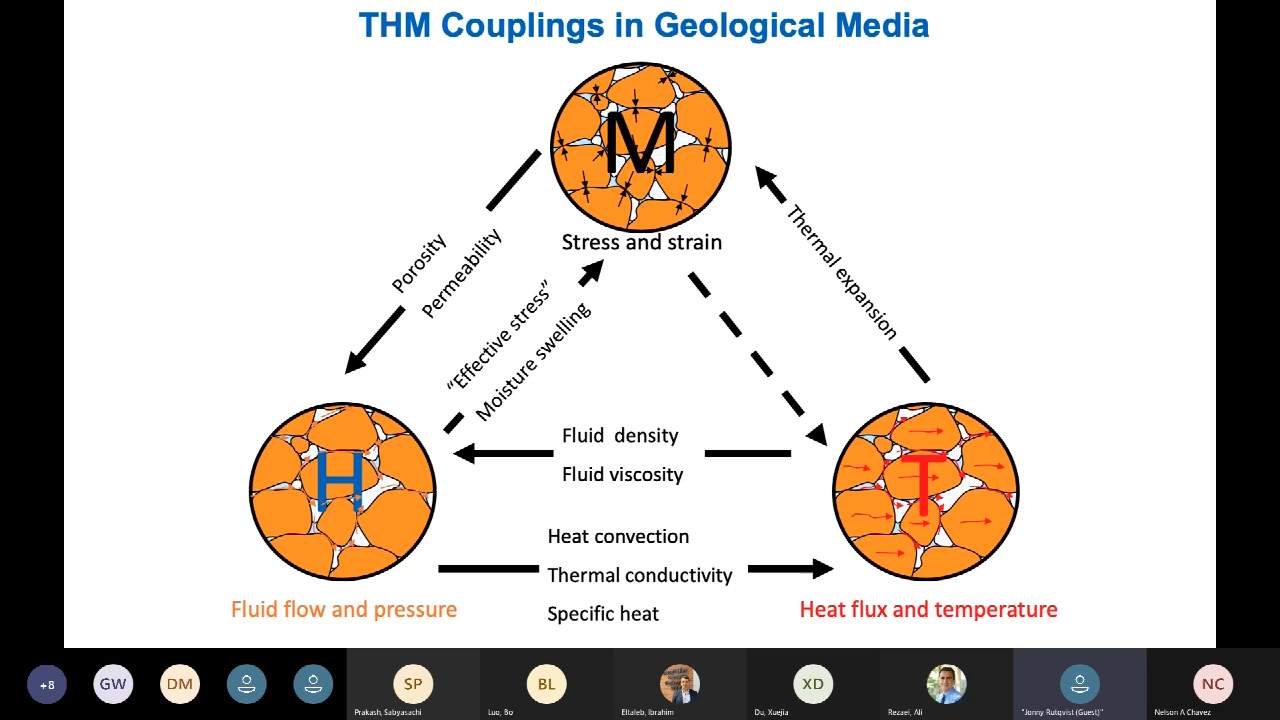 THM Couplings in Geological Media
M
Stress and strain
Porosity
Permeability
"Effective stress"
Moisture swelling
Thermal expansion
Fluid density
Fluid viscosity
H
T
Heat convection
Thermal conductivity
Specific heat
Fluid flow and pressure
Heat flux and temperature
+8
GW
DM
SP
BL
XD
NC
Prakash, Sabyasachi
Luo, Bo
Eltaleb, Ibrahim
Du, Xuejia
Rezaei, Ali
"Jonny Rutqvist (Guest)"
Nelson A Chavez